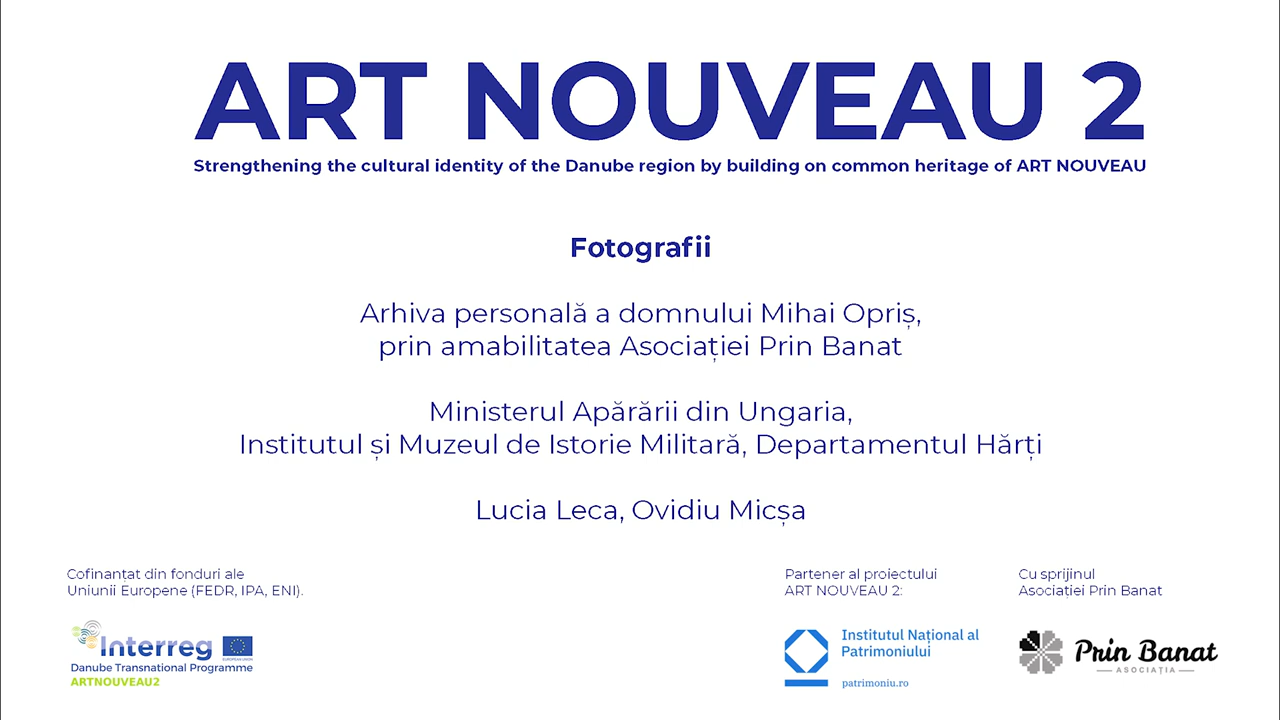 ART NOUVEAU 2
Strengthening the cultural identity of the Danube region by building on common heritage of ART NOUVEAU
Fotografii
Arhiva personală a domnului Mihai Opriș,
prin amabilitatea Asociației Prin Banat
Ministerul Apărării din Ungaria,
Institutul și Muzeul de Istorie Militară, Departamentul Hărți
Lucia Leca, Ovidiu Micșa
Cofinanțat din fonduri ale
Uniunii Europene (FEDR, IPA, ENI).
Interreg
EUROPEAN UNION
Danube Transnational Programme
ARTNOUVEAU2
Partener al proiectului
ART NOUVEAU 2:
Institutul Național al
Patrimoniului
patrimoniu.ro
Cu sprijinul
Asociației Prin Banat
Prin Banat
ASOCIAȚIA